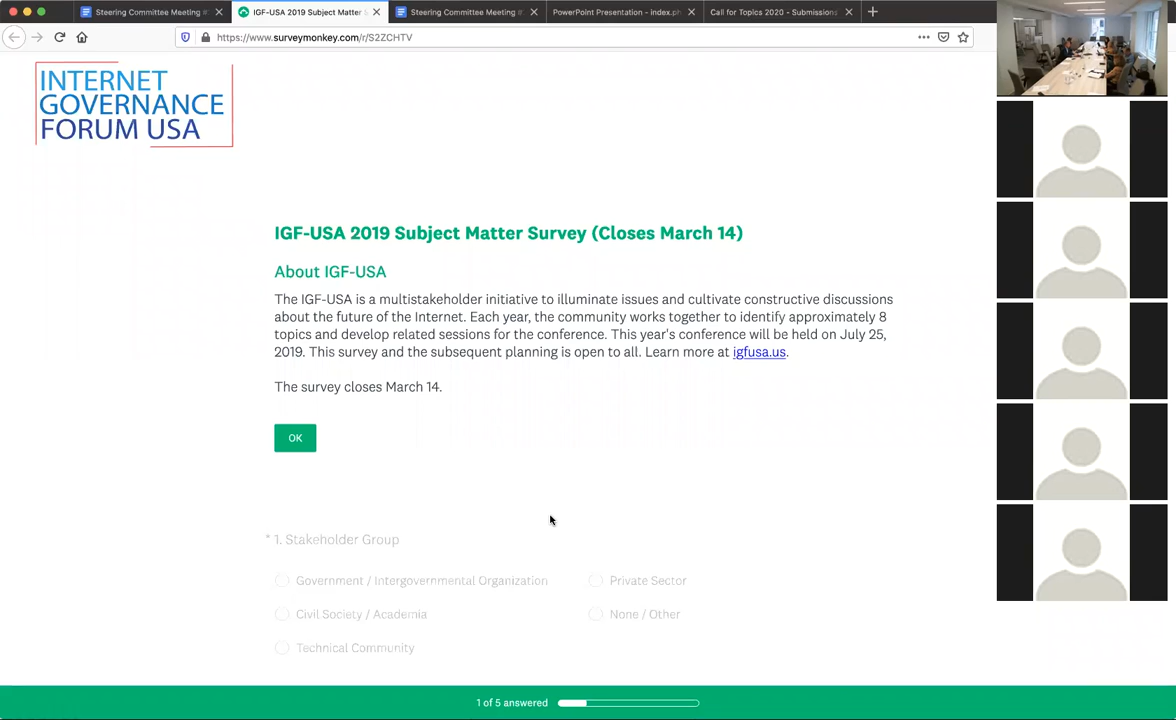 Steering Committee Meeting #
IGF-USA 2019 Subject Matter
Steering Committee Meeting #
PowerPoint Presentation - index.ph
Call for Topics 2020 - Submissions
https://www.surveymonkey.com/r/S2ZCHTV
INTERNET
GOVERNANCE
FORUM USA
IGF-USA 2019 Subject Matter Survey (Closes March 14)
About IGF-USA
The IGF-USA is a multistakeholder initiative to illuminate issues and cultivate constructive discussions
about the future of the Internet. Each year, the community works together to identify approximately 8
topics and develop related sessions for the conference. This year's conference will be held on July 25,
2019. This survey and the subsequent planning is open to all. Learn more at igfusa.us.
The survey closes March 14.
OK
* 1. Stakeholder Group
Government / Intergovernmental Organization
Private Sector
Civil Society / Academia
None / Other
Technical Community
1 of 5 answered